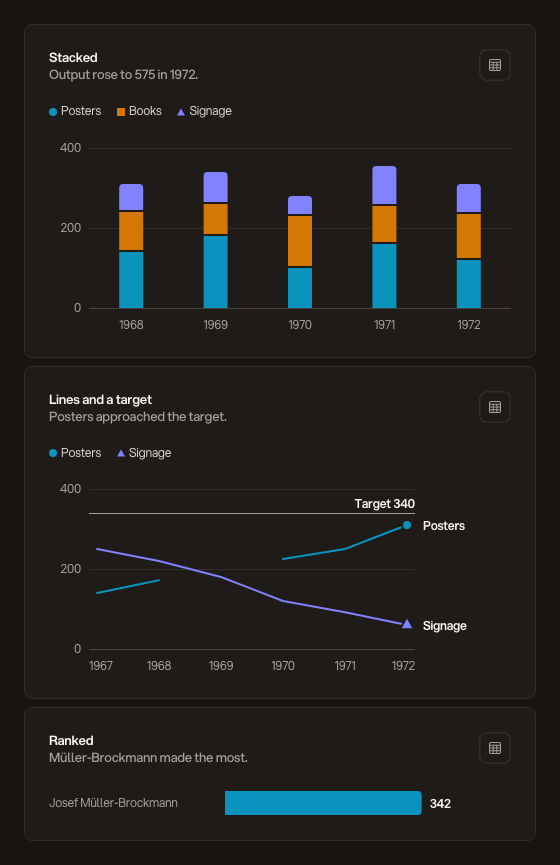 Stacked
Output rose to 575 in 1972.
Posters Books Signage
400
200
0
1968 1969 1970 1971 1972
Lines and a target
Posters approached the target.
Posters Signage
400
Target 340
Posters
200
Signage
0
1967 1968 1969 1970 1971 1972
Ranked
Müller-Brockmann made the most.
Josef Müller-Brockmann 342